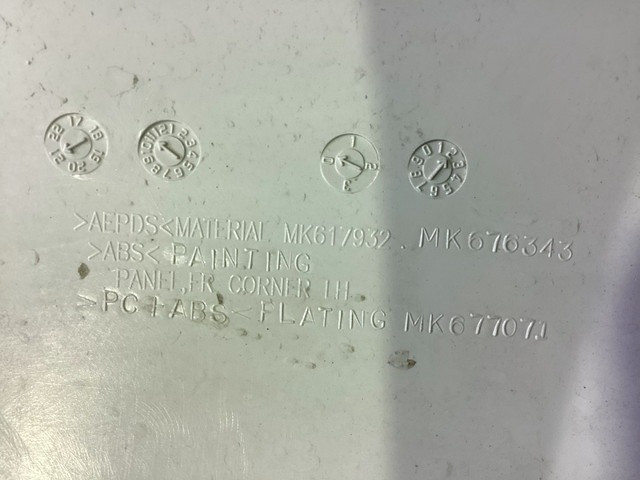 >AEPDS<MATERIAL MK617932. MK676343
>ABS< PAINTING
PANEL,FR CORNER LH
>PC+ABS<PLATING MK677071